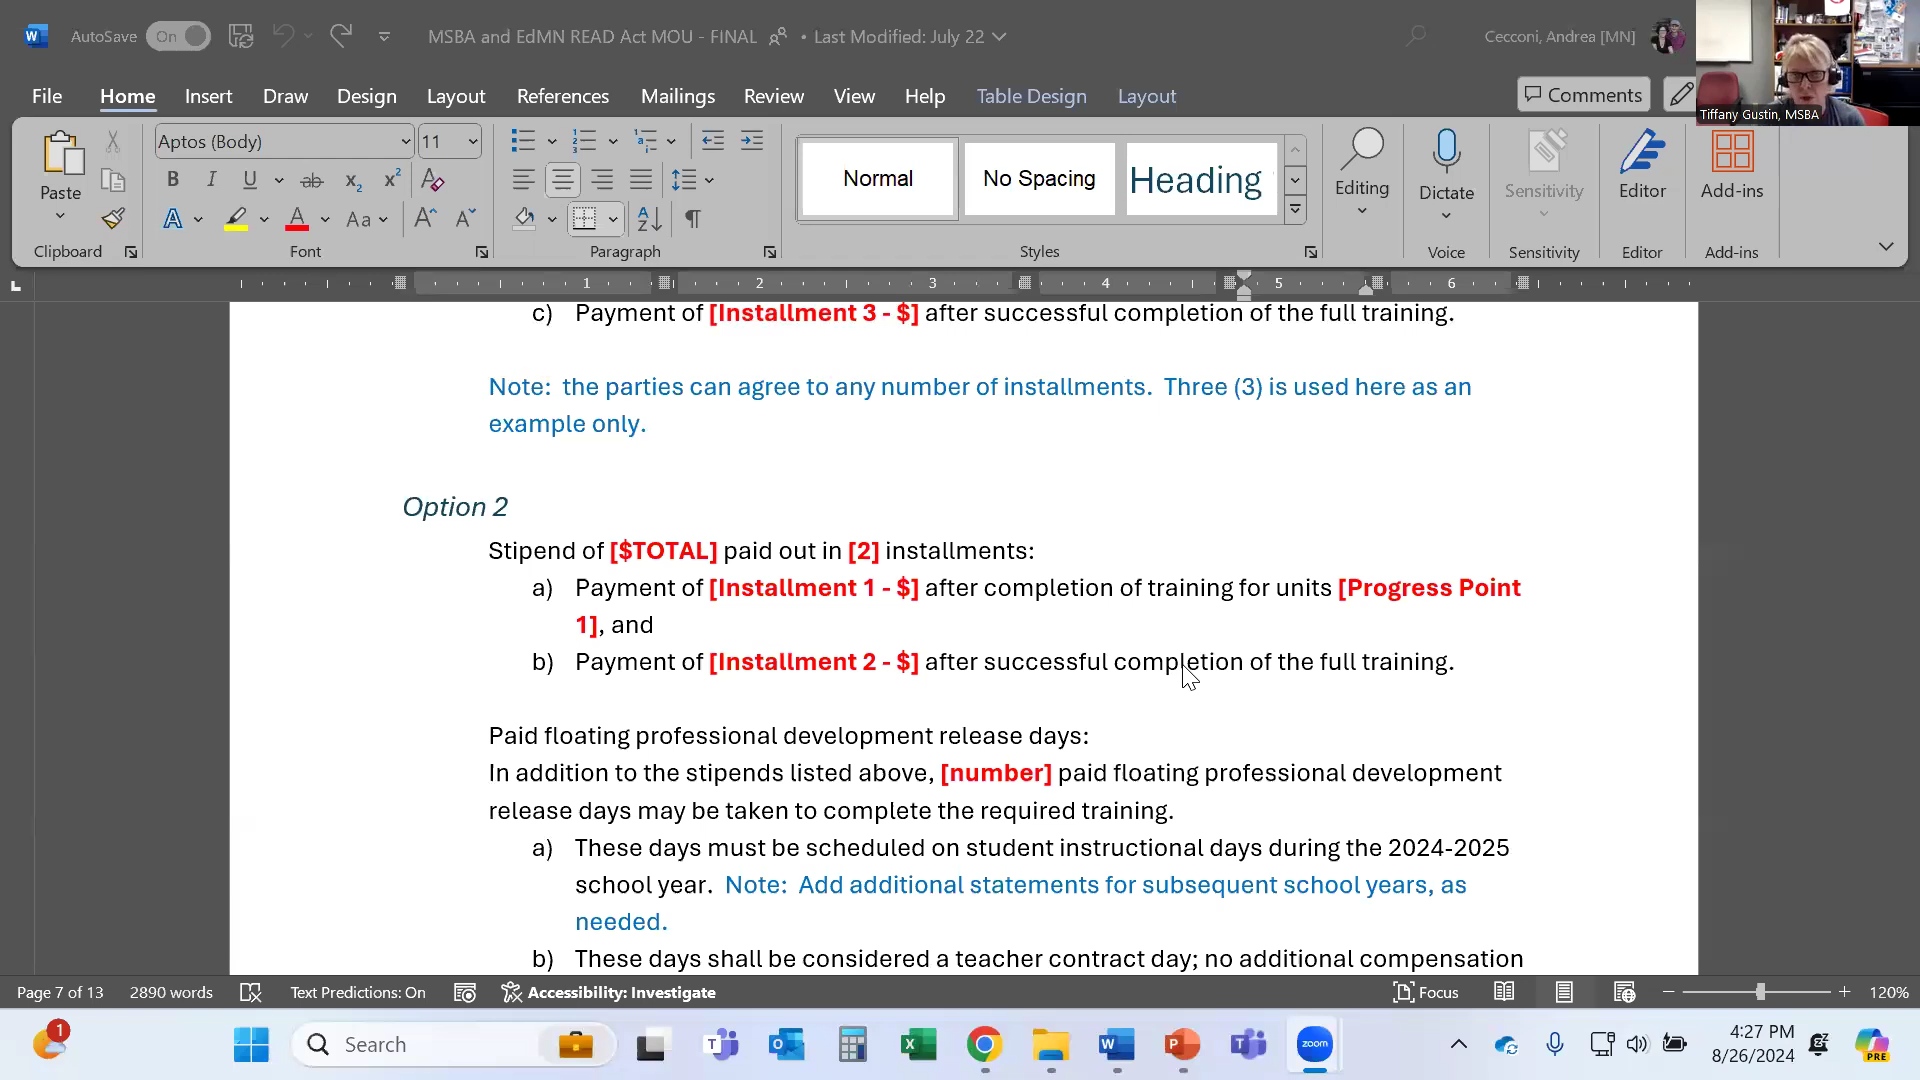 AutoSave On MSBA and EdMN READ Act MOU - FINAL • Last Modified: July 22 Cecconi, Andrea [MN]
Tiffany Gustin, MSBA
File Home Insert Draw Design Layout References Mailings Review View Help Table Design Layout Comments
Aptos (Body) 11
Paste
Normal No Spacing Heading
Editing Dictate Sensitivity Editor Add-ins
Clipboard Font Paragraph Styles Voice Sensitivity Editor Add-ins
1 2 3 4 5 6
c) Payment of [Installment 3 - $] after successful completion of the full training.
Note: the parties can agree to any number of installments. Three (3) is used here as an
example only.
Option 2
Stipend of [$TOTAL] paid out in [2] installments:
a) Payment of [Installment 1 - $] after completion of training for units [Progress Point
1], and
b) Payment of [Installment 2 - $] after successful completion of the full training.
Paid floating professional development release days:
In addition to the stipends listed above, [number] paid floating professional development
release days may be taken to complete the required training.
a) These days must be scheduled on student instructional days during the 2024-2025
school year. Note: Add additional statements for subsequent school years, as
needed.
b) These days shall be considered a teacher contract day; no additional compensation
Page 7 of 13 2890 words Text Predictions: On Accessibility: Investigate Focus 120%
1 Search zoom 4:27 PM
8/26/2024 PRE